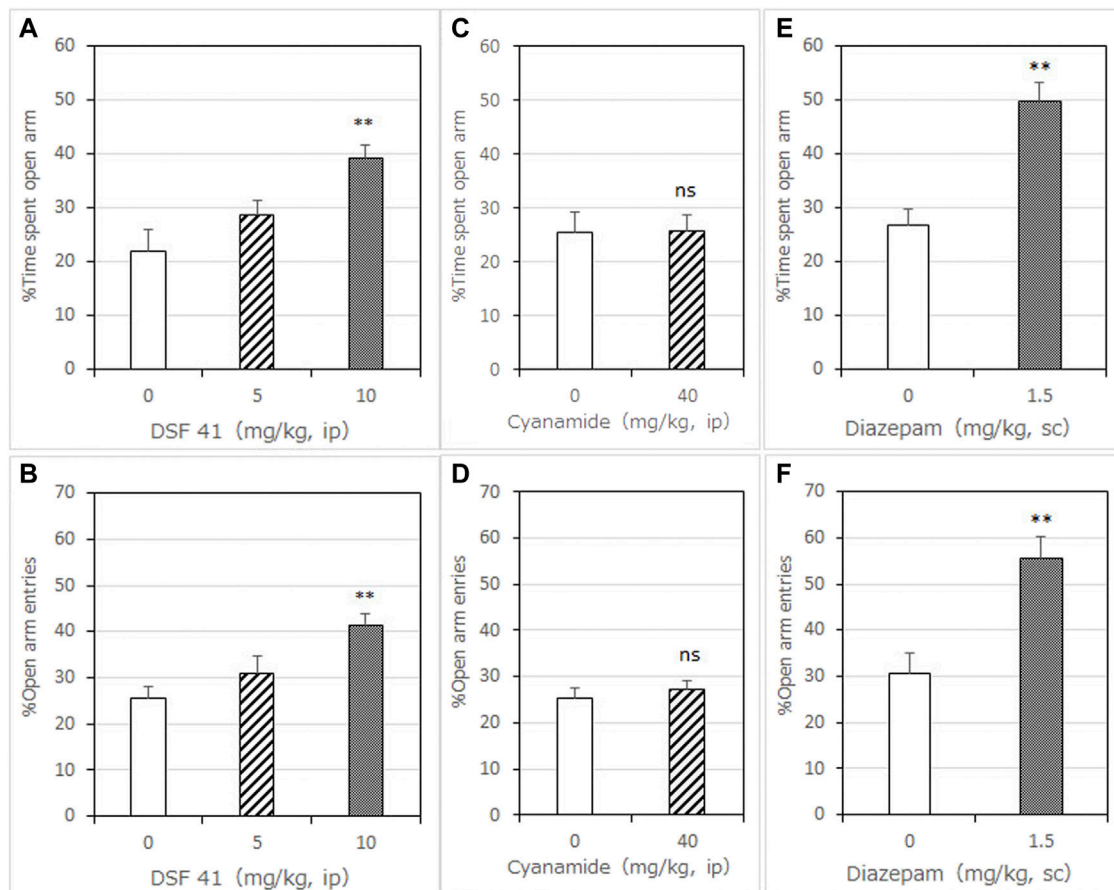 A
60
50
40
30
20
10
0
%Time spent open arm
**
0 5 10
DSF 41 (mg/kg, ip)
C
60
50
40
30
20
10
0
%Time spent open arm
ns
0 40
Cyanamide (mg/kg, ip)
E
60
50
40
30
20
10
0
%Time spent open arm
**
0 1.5
Diazepam (mg/kg, sc)
B
70
60
50
40
30
20
10
0
%Open arm entries
**
0 5 10
DSF 41 (mg/kg, ip)
D
70
60
50
40
30
20
10
0
%Open arm enries
ns
0 40
Cyanamide (mg/kg, ip)
F
70
60
50
40
30
20
10
0
%Open arm entries
**
0 1.5
Diazepam (mg/kg, sc)